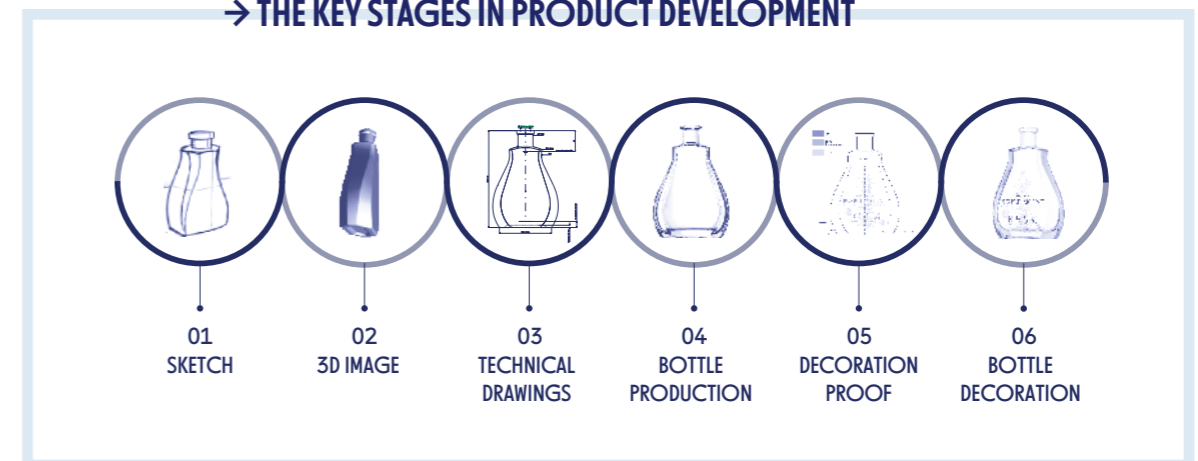 → THE KEY STAGES IN PRODUCT DEVELOPMENT
01
SKETCH
02
3D IMAGE
03
TECHNICAL
DRAWINGS
04
BOTTLE
PRODUCTION
05
DECORATION
PROOF
06
BOTTLE
DECORATION